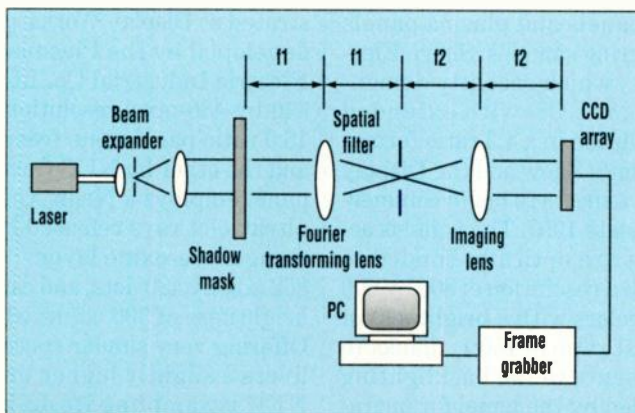 f1 f1 f2 f2
Beam
expander
Spatial
filter
CCD
array
Laser
Shadow
mask
Fourier
transforming lens
Imaging
lens
PC
Frame
grabber